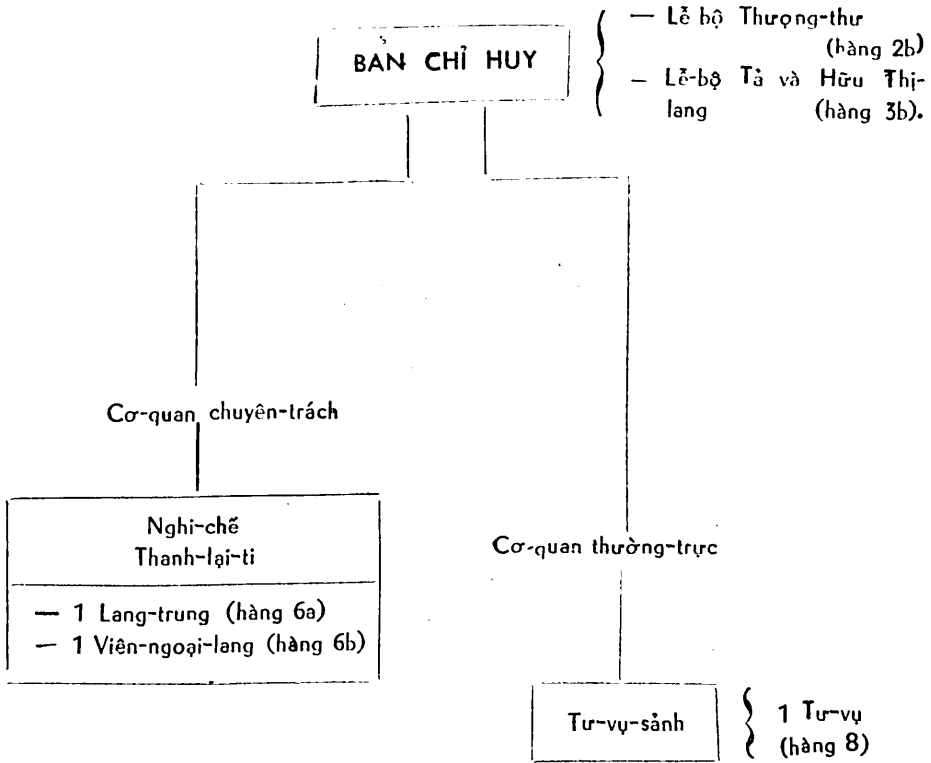 BAN CHỈ HUY
— Lễ bộ Thượng-thư
(hàng 2b)
— Lễ-bộ Tả và Hữu Thị-
lang (hàng 3b).
Cơ-quan chuyên-trách
Nghi-chế
Thanh-lại-ti
— 1 Lang-trung (hàng 6a)
— 1 Viên-ngoại-lang (hàng 6b)
Cơ-quan thường-trực
Tư-vụ-sảnh
1 Tư-vụ
(hàng 8)